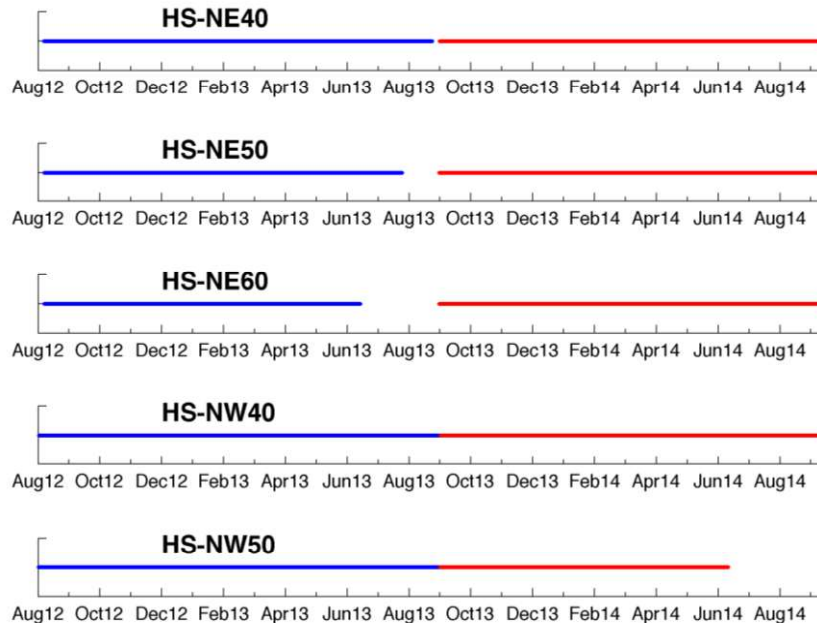 HS-NE40
Aug12 Oct12 Dec12 Feb13 Apr13 Jun13 Aug13 Oct13 Dec13 Feb14 Apr14 Jun14 Aug14
HS-NE50
Aug12 Oct12 Dec12 Feb13 Apr13 Jun13 Aug13 Oct13 Dec13 Feb14 Apr14 Jun14 Aug14
HS-NE60
Aug12 Oct12 Dec12 Feb13 Apr13 Jun13 Aug13 Oct13 Dec13 Feb14 Apr14 Jun14 Aug14
HS-NW40
Aug12 Oct12 Dec12 Feb13 Apr13 Jun13 Aug13 Oct13 Dec13 Feb14 Apr14 Jun14 Aug14
HS-NW50
Aug12 Oct12 Dec12 Feb13 Apr13 Jun13 Aug13 Oct13 Dec13 Feb14 Apr14 Jun14 Aug14